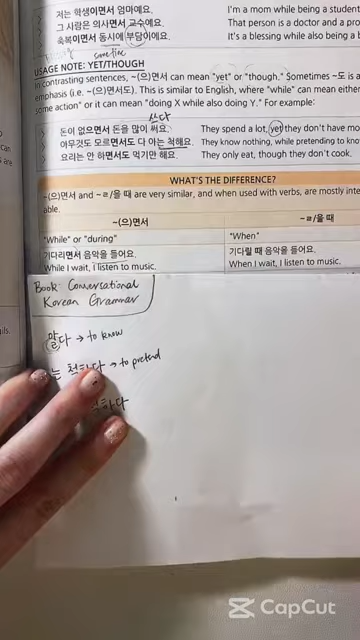 저는 학생이면서 엄마예요. I'm a mom while being a student
그 사람은 의사면서 교수예요. That person is a doctor and a pro
축복이면서 동시에 부담이에요. It's a blessing while also being a b
USAGE NOTE: YET/THOUGH
In contrasting sentences, ~(으)면서 can mean "yet" or "though." Sometimes ~도 is a
emphasis (i.e. ~(으)면서도). This is similar to English, where "while" can mean either
some action" or it can mean "doing X while also doing Y." For example:
쓰다
돈이 없으면서 돈을 많이 써요. They spend a lot, yet they don't have mo
아무것도 모르면서도 다 아는 척해요. They know nothing, while pretending to kno
요리는 안 하면서도 먹기만 해요. They only eat, though they don't cook.
WHAT'S THE DIFFERENCE?
~(으)면서 and ~ㄹ/을 때 are very similar, and when used with verbs, are mostly inte
able.
~(으)면서 ~ㄹ/을 때
"While" or "during" "When"
기다리면서 음악을 들어요. 기다릴 때 음악을 들어요.
While I wait, I listen to music. When I wait, I listen to music.
Book: Conversational
Korean Grammar
알다 → to know
는 척하다 → to pretend
하다
CapCut